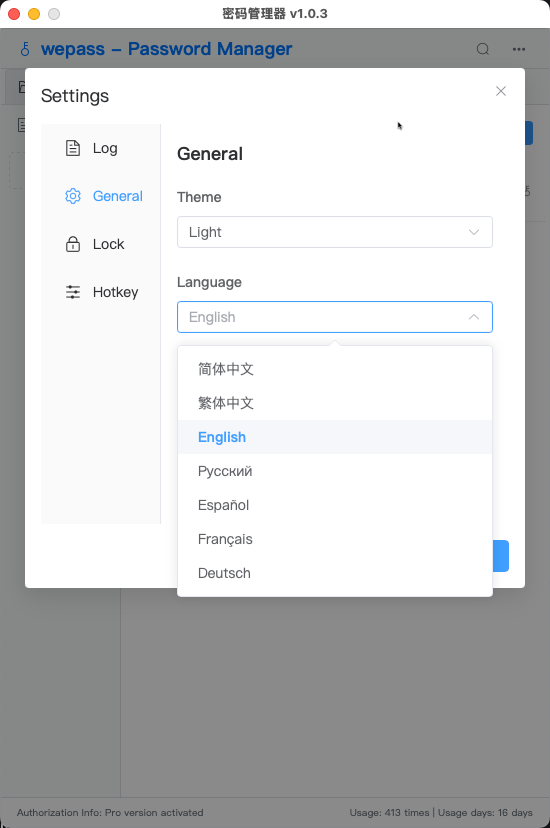 密码管理器 v1.0.3
wepass - Password Manager
Settings
Log
General
Lock
Hotkey
General
Theme
Light
Language
English
简体中文
繁体中文
English
Русский
Español
Français
Deutsch
Authorization Info: Pro version activated
Usage: 413 times | Usage days: 16 days